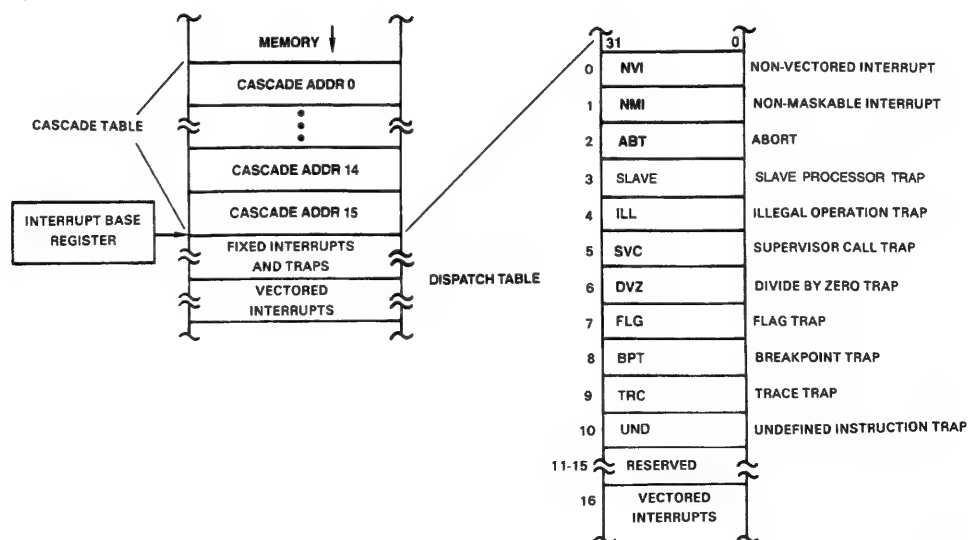 MEMORY
CASCADE ADDR 0
CASCADE TABLE
CASCADE ADDR 14
CASCADE ADDR 15
INTERRUPT BASE
REGISTER
FIXED INTERRUPTS
AND TRAPS
VECTORED
INTERRUPTS
DISPATCH TABLE
31 0
0 NVI NON-VECTORED INTERRUPT
1 NMI NON-MASKABLE INTERRUPT
2 ABT ABORT
3 SLAVE SLAVE PROCESSOR TRAP
4 ILL ILLEGAL OPERATION TRAP
5 SVC SUPERVISOR CALL TRAP
6 DVZ DIVIDE BY ZERO TRAP
7 FLG FLAG TRAP
8 BPT BREAKPOINT TRAP
9 TRC TRACE TRAP
10 UND UNDEFINED INSTRUCTION TRAP
11-15 RESERVED
16 VECTORED
INTERRUPTS